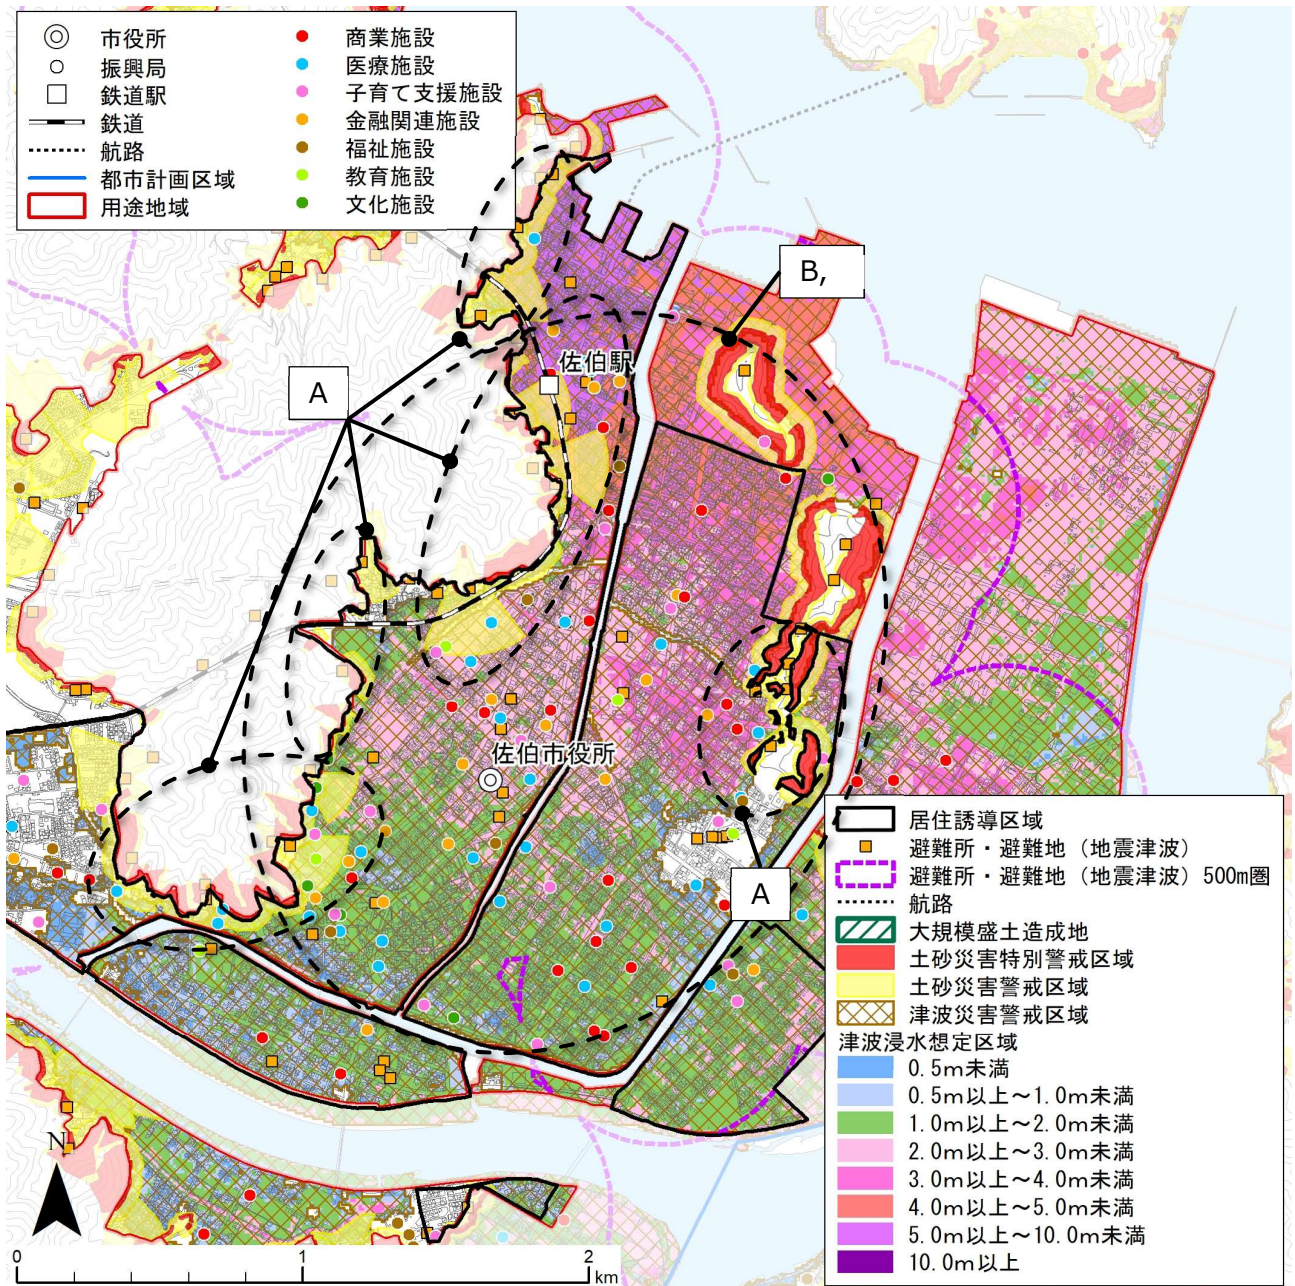 市役所
振興局
鉄道駅
鉄道
航路
都市計画区域
用途地域
商業施設
医療施設
子育て支援施設
金融関連施設
福祉施設
教育施設
文化施設
B,
佐伯駅
A
佐伯市役所
A
居住誘導区域
避難所・避難地（地震津波）
避難所・避難地（地震津波）500m圏
航路
大規模盛土造成地
土砂災害特別警戒区域
土砂災害警戒区域
津波災害警戒区域
津波浸水想定区域
0.5m未満
0.5m以上～1.0m未満
1.0m以上～2.0m未満
2.0m以上～3.0m未満
3.0m以上～4.0m未満
4.0m以上～5.0m未満
5.0m以上～10.0m未満
10.0m以上
N
0 1 2
km